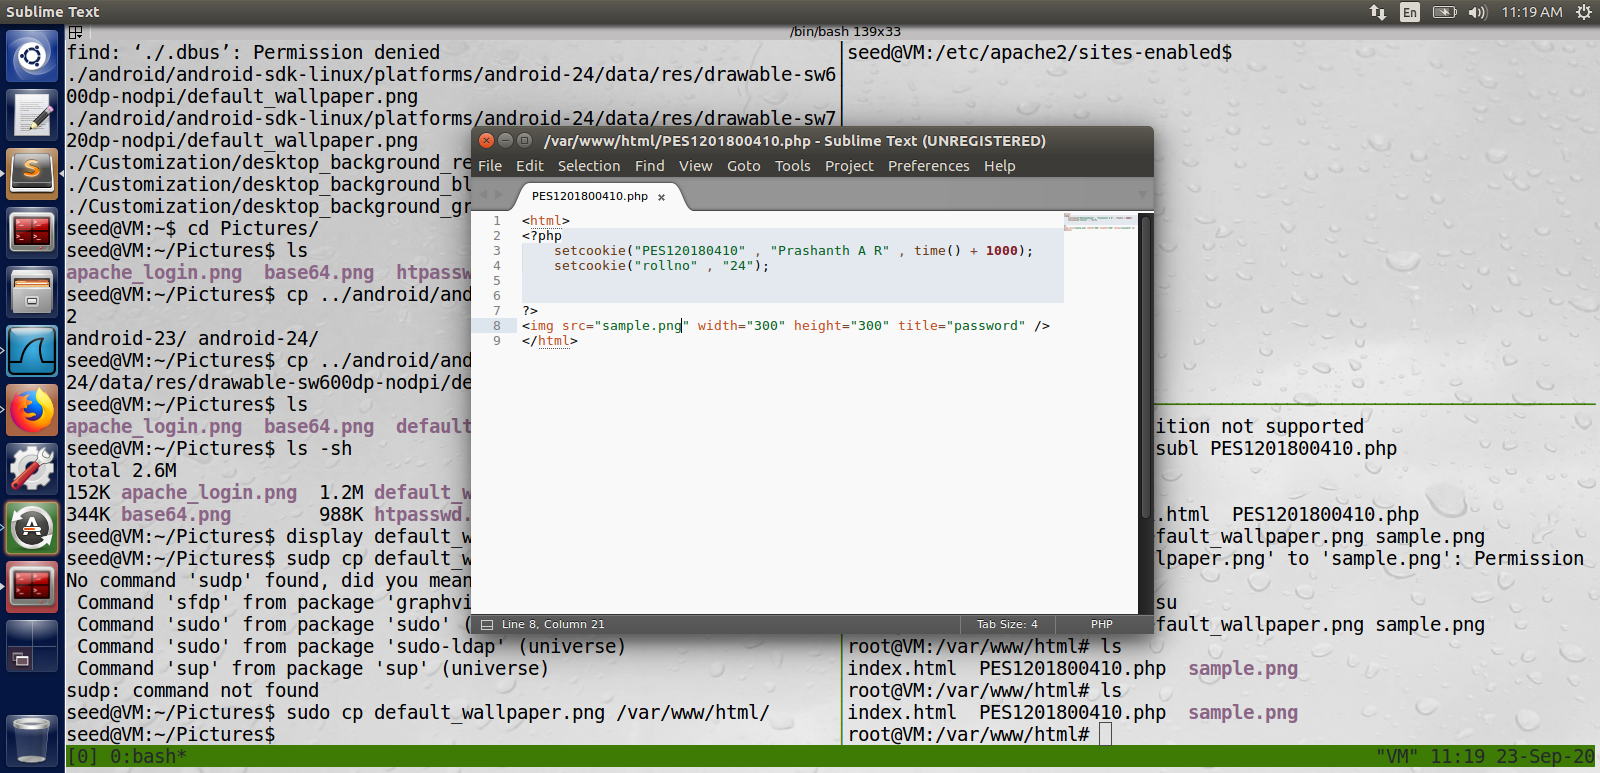 Sublime Text
En
11:19 AM
/bin/bash 139x33
find: ‘./.dbus’: Permission denied
./android/android-sdk-linux/platforms/android-24/data/res/drawable-sw6
00dp-nodpi/default_wallpaper.png
./android/android-sdk-linux/platforms/android-24/data/res/drawable-sw7
20dp-nodpi/default_wallpaper.png
./Customization/desktop_background_re
./Customization/desktop_background_bl
./Customization/desktop_background_gr
seed@VM:~$ cd Pictures/
seed@VM:~/Pictures$ ls
apache_login.png  base64.png  htpassw
seed@VM:~/Pictures$ cp ../android/and
2
android-23/ android-24/
seed@VM:~/Pictures$ cp ../android/and
24/data/res/drawable-sw600dp-nodpi/de
seed@VM:~/Pictures$ ls
apache_login.png  base64.png  default
seed@VM:~/Pictures$ ls -sh
total 2.6M
152K apache_login.png  1.2M default_w
344K base64.png        988K htpasswd.
seed@VM:~/Pictures$ display default_w
seed@VM:~/Pictures$ sudp cp default_w
No command 'sudp' found, did you mean
 Command 'sfdp' from package 'graphvi
 Command 'sudo' from package 'sudo' (
 Command 'sudo' from package 'sudo-ldap' (universe)
 Command 'sup' from package 'sup' (universe)
sudp: command not found
seed@VM:~/Pictures$ sudo cp default_wallpaper.png /var/www/html/
seed@VM:~/Pictures$
seed@VM:/etc/apache2/sites-enabled$
/var/www/html/PES1201800410.php - Sublime Text (UNREGISTERED)
File Edit Selection Find View Goto Tools Project Preferences Help
PES1201800410.php
1 <html>
2 <?php
3     setcookie("PES120180410" , "Prashanth A R" , time() + 1000);
4     setcookie("rollno" , "24");
5
6
7 ?>
8 <img src="sample.png" width="300" height="300" title="password" />
9 </html>
Line 8, Column 21
Tab Size: 4
PHP
ition not supported
subl PES1201800410.php
.html  PES1201800410.php
fault_wallpaper.png sample.png
lpaper.png' to 'sample.png': Permission
su
fault_wallpaper.png sample.png
root@VM:/var/www/html# ls
index.html  PES1201800410.php  sample.png
root@VM:/var/www/html# ls
index.html  PES1201800410.php  sample.png
root@VM:/var/www/html#
[0] 0:bash*
"VM" 11:19 23-Sep-20